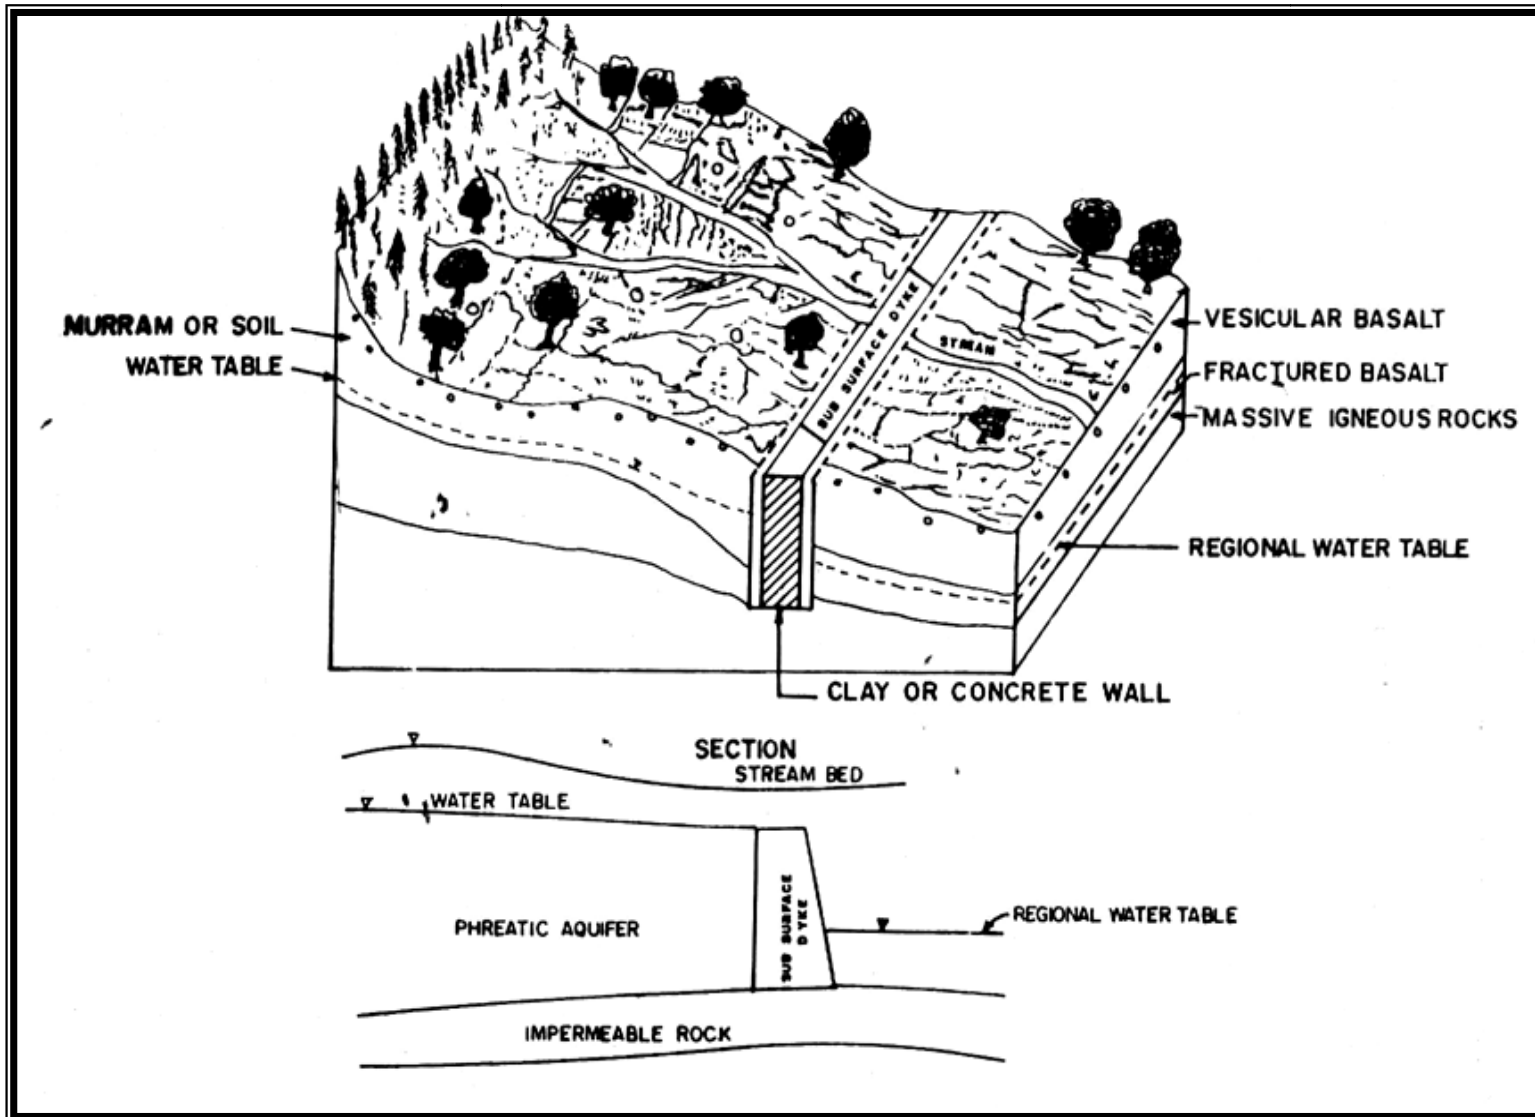 MURRAM OR SOIL
WATER TABLE
SUB SURFACE DYKE
STREAM
VESICULAR BASALT
FRACTURED BASALT
MASSIVE IGNEOUS ROCKS
REGIONAL WATER TABLE
CLAY OR CONCRETE WALL
SECTION
STREAM BED
WATER TABLE
PHREATIC AQUIFER
SUB SURFACE
DYKE
REGIONAL WATER TABLE
IMPERMEABLE ROCK